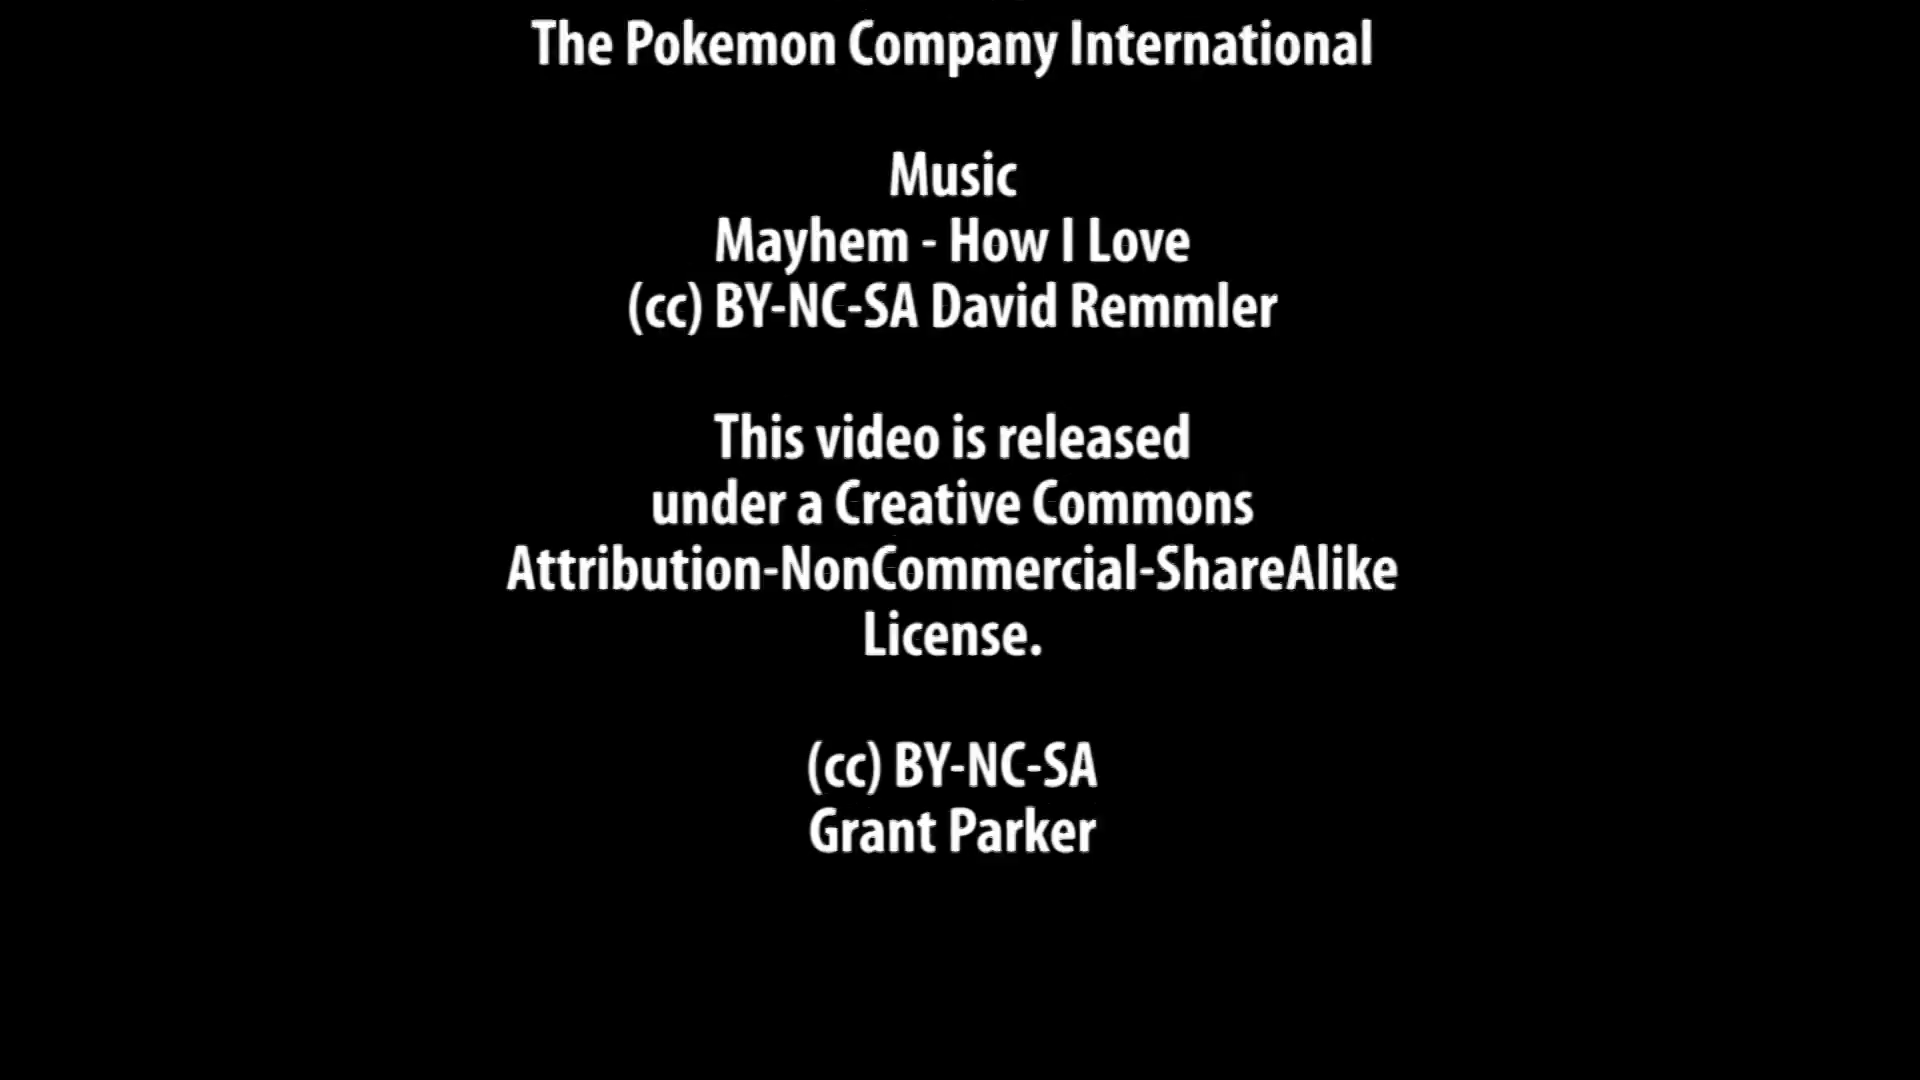 The Pokemon Company International
Music
Mayhem - How I Love
(cc) BY-NC-SA David Remmler
This video is released
under a Creative Commons
Attribution-NonCommercial-ShareAlike
License.
(cc) BY-NC-SA
Grant Parker